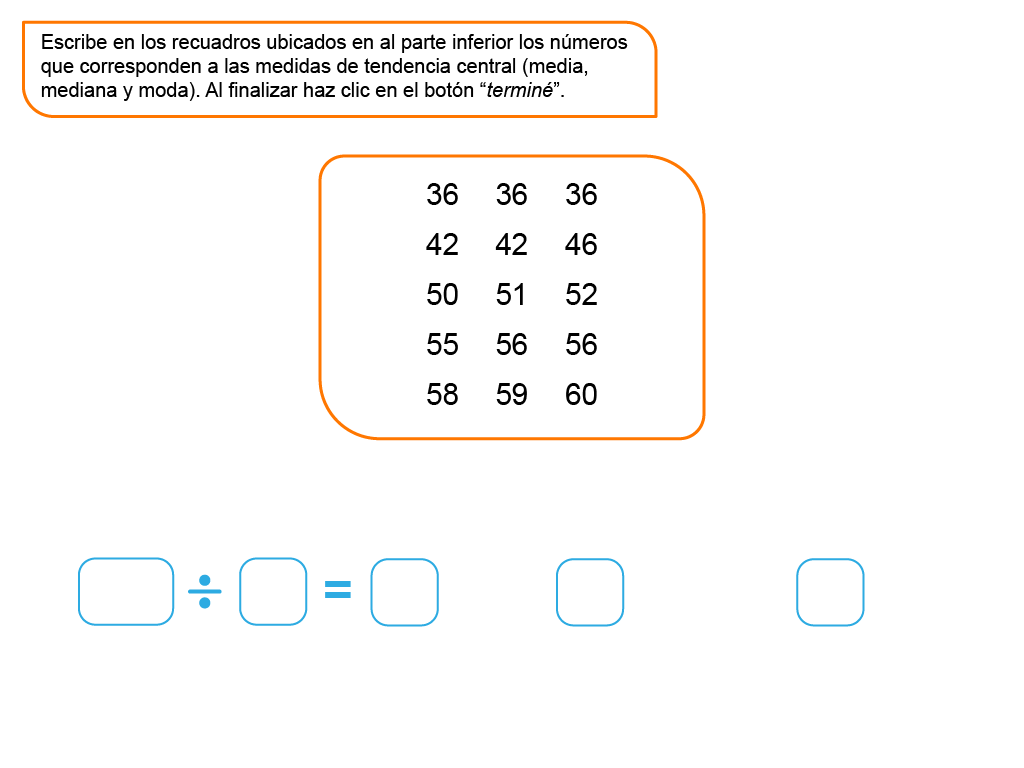 Escribe en los recuadros ubicados en al parte inferior los números
que corresponden a las medidas de tendencia central (media,
mediana y moda). Al finalizar haz clic en el botón “terminé”.
36 36 36
42 42 46
50 51 52
55 56 56
58 59 60
÷ =